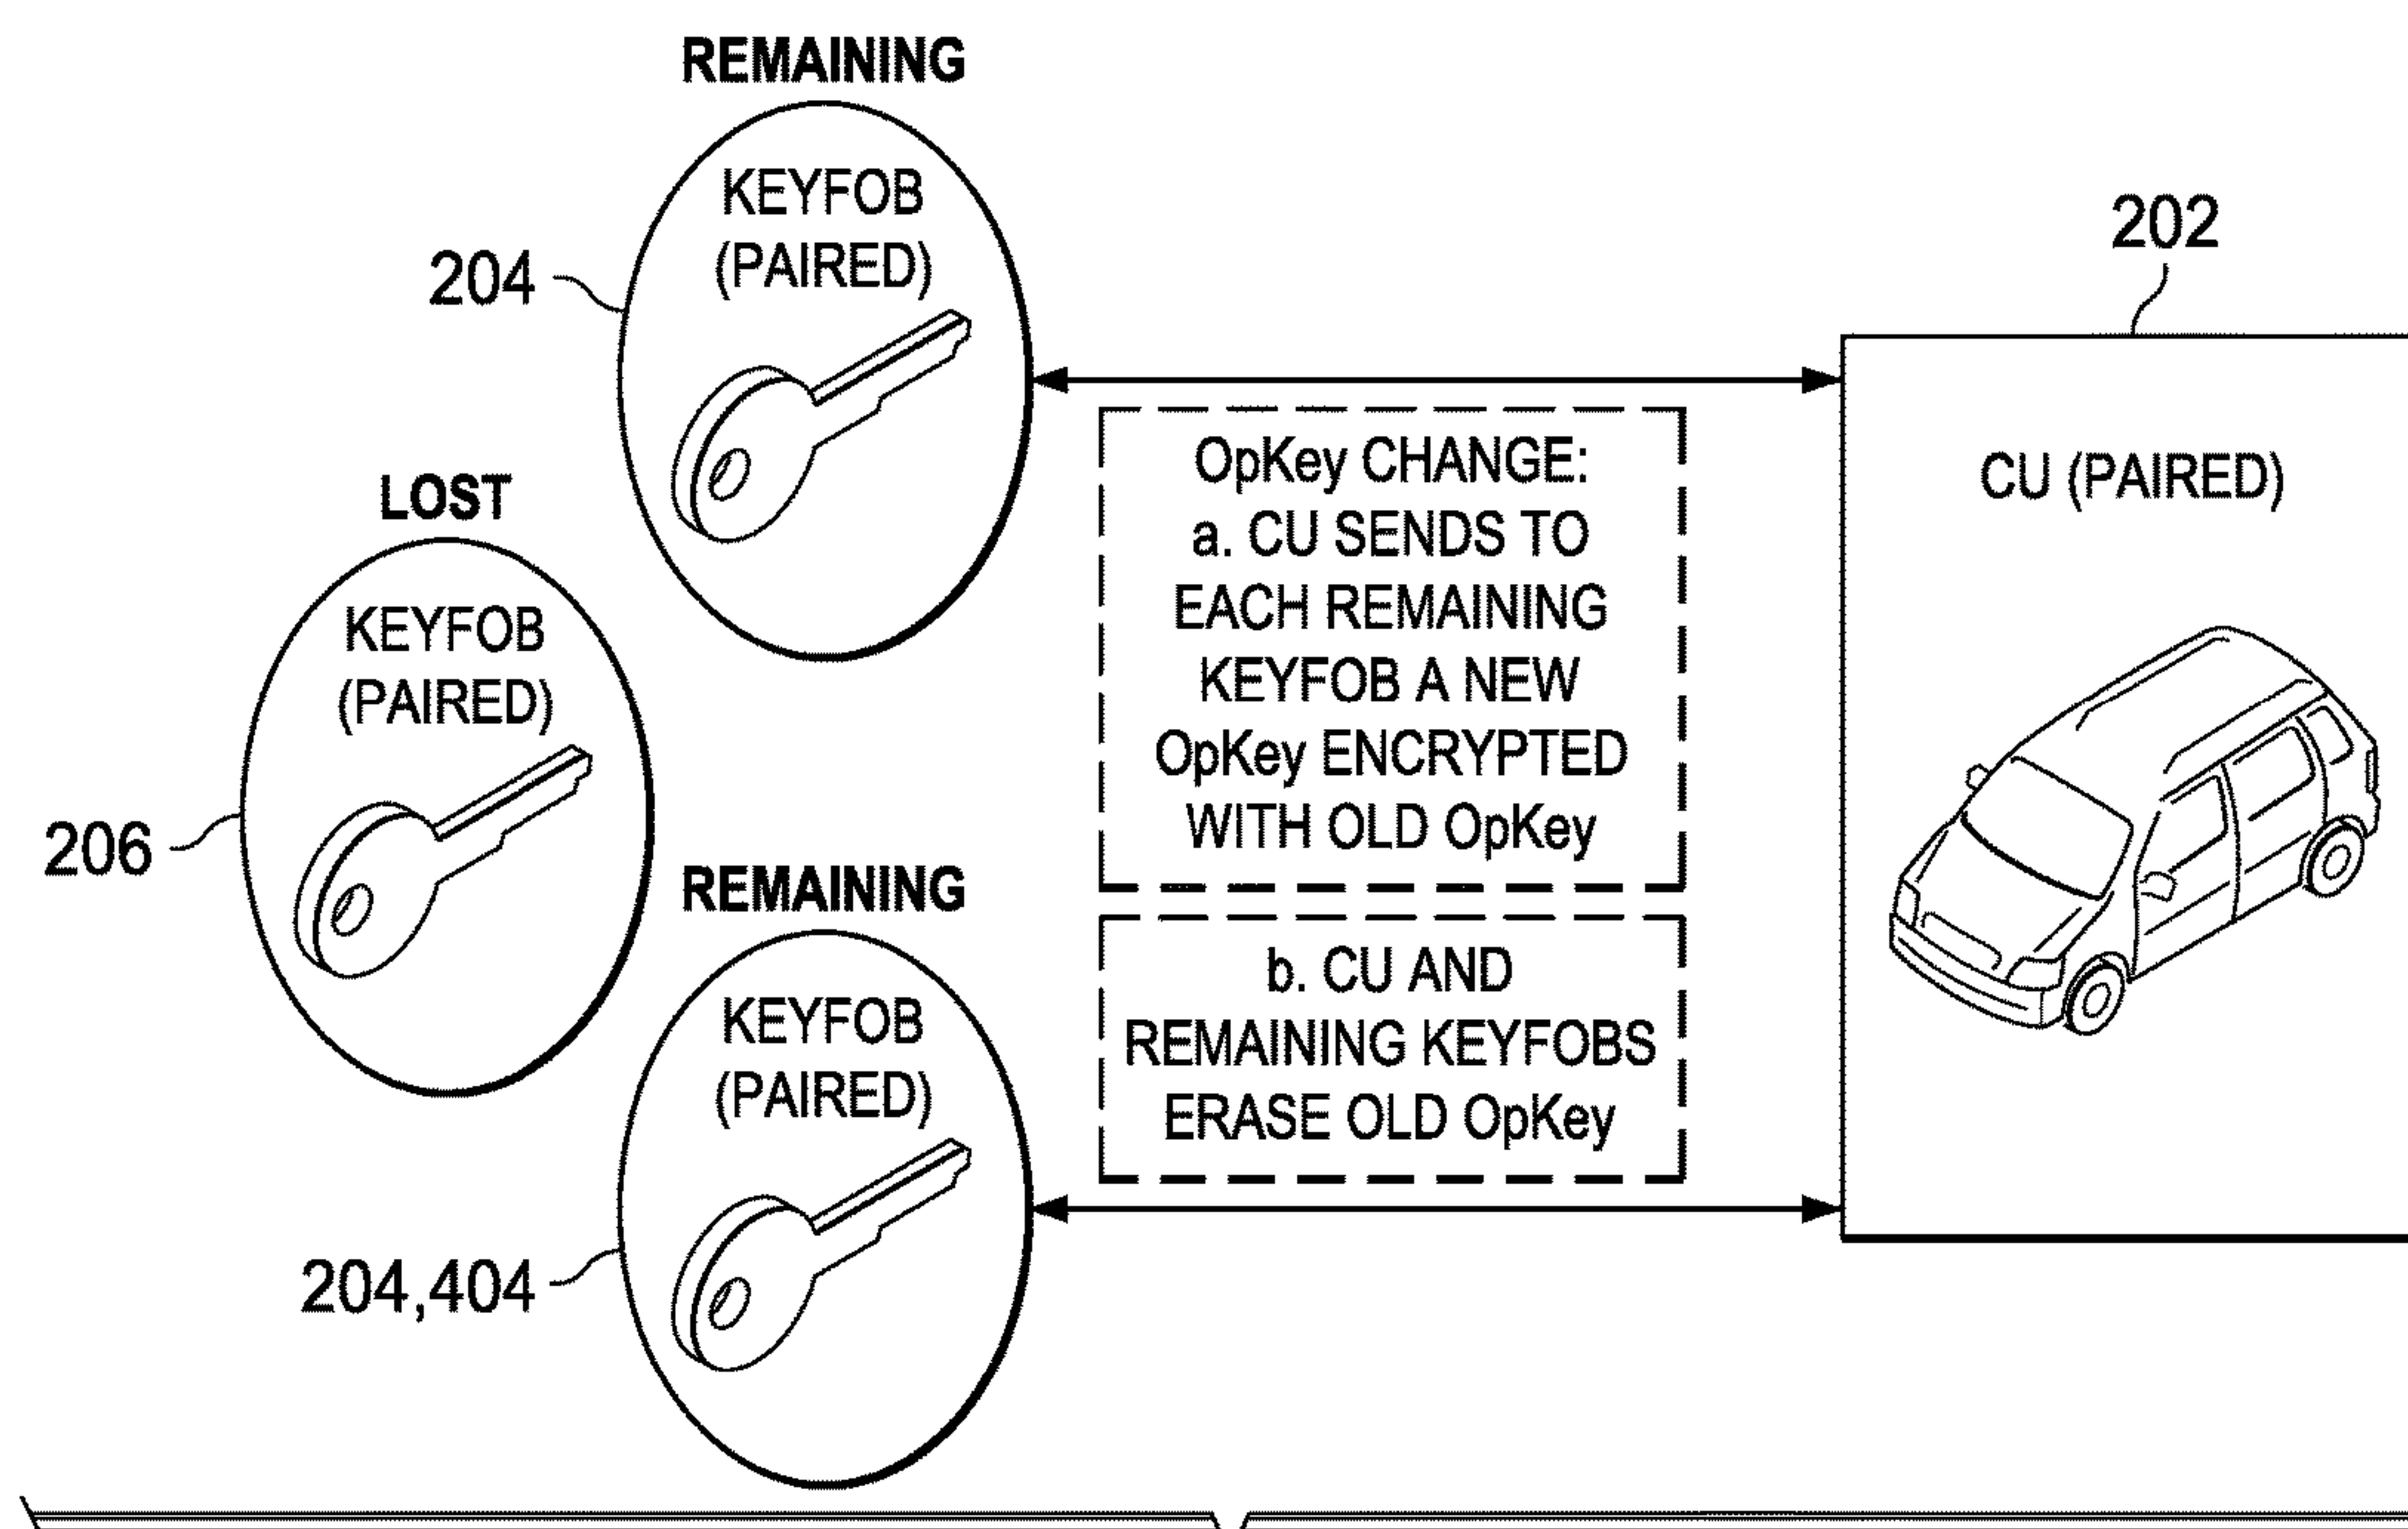 REMAINING
KEYFOB
(PAIRED)
204
202
LOST
KEYFOB
(PAIRED)
206
OpKey CHANGE:
a. CU SENDS TO
EACH REMAINING
KEYFOB A NEW
OpKey ENCRYPTED
WITH OLD OpKey
CU (PAIRED)
REMAINING
KEYFOB
(PAIRED)
204,404
b. CU AND
REMAINING KEYFOBS
ERASE OLD OpKey